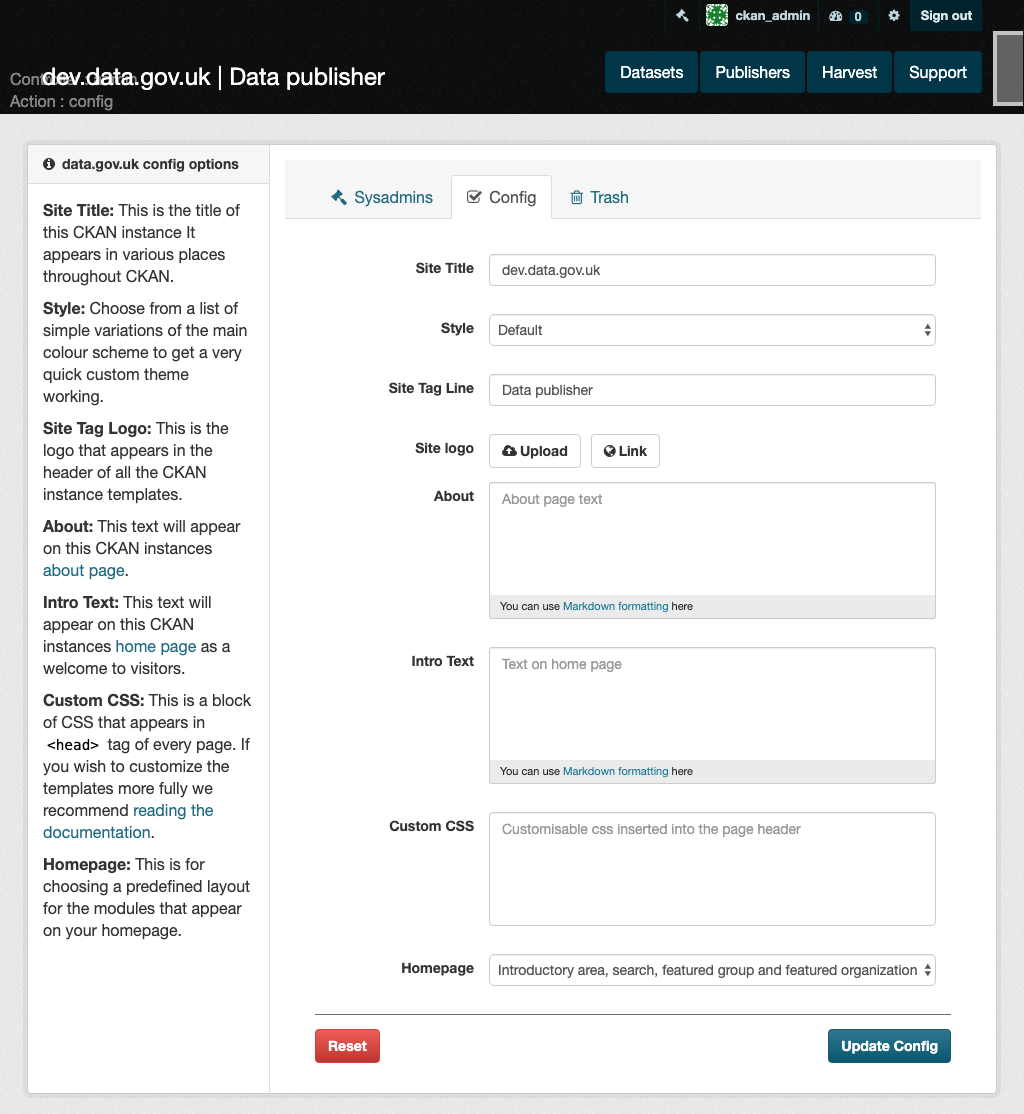 ckan_admin
0
Sign out
dev.data.gov.uk | Data publisher
Action : config
Datasets
Publishers
Harvest
Support
data.gov.uk config options
Site Title: This is the title of
this CKAN instance It
appears in various places
throughout CKAN.
Style: Choose from a list of
simple variations of the main
colour scheme to get a very
quick custom theme
working.
Site Tag Logo: This is the
logo that appears in the
header of all the CKAN
instance templates.
About: This text will appear
on this CKAN instances
about page.
Intro Text: This text will
appear on this CKAN
instances home page as a
welcome to visitors.
Custom CSS: This is a block
of CSS that appears in
<head> tag of every page. If
you wish to customize the
templates more fully we
recommend reading the
documentation.
Homepage: This is for
choosing a predefined layout
for the modules that appear
on your homepage.
Sysadmins
Config
Trash
Site Title
dev.data.gov.uk
Style
Default
Site Tag Line
Data publisher
Site logo
Upload
Link
About
About page text
You can use Markdown formatting here
Intro Text
Text on home page
You can use Markdown formatting here
Custom CSS
Customisable css inserted into the page header
Homepage
Introductory area, search, featured group and featured organization
Reset
Update Config